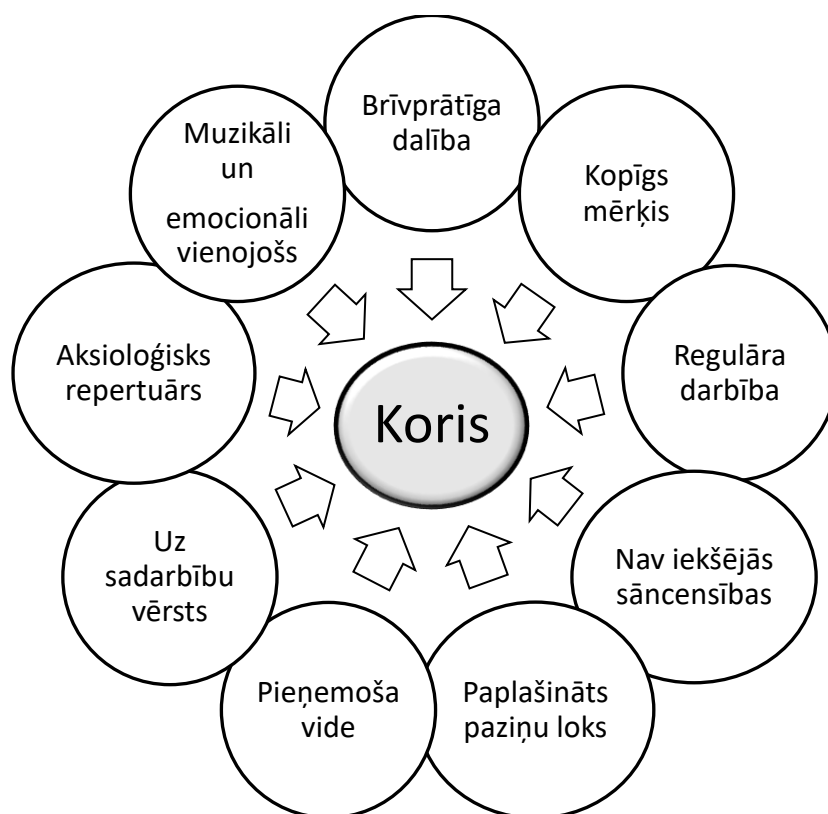 Brīvprātīga
dalība
Kopīgs
mērķis
Regulāra
darbība
Nav iekšējās
sāncensības
Paplašināts
paziņu loks
Pieņemoša
vide
Uz
sadarbību
vērsts
Aksioloģisks
repertuārs
Muzikāli
un
emocionāli
vienojošs
Koris